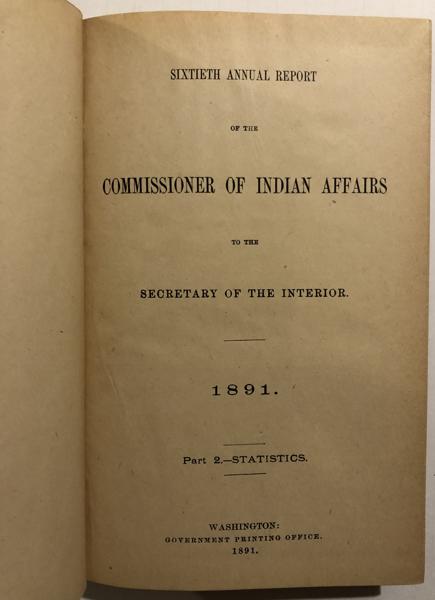 SIXTIETH ANNUAL REPORT
OF THE
COMMISSIONER OF INDIAN AFFAIRS
TO THE
SECRETARY OF THE INTERIOR.
1891.
Part 2.—STATISTICS.
WASHINGTON:
GOVERNMENT PRINTING OFFICE.
1891.